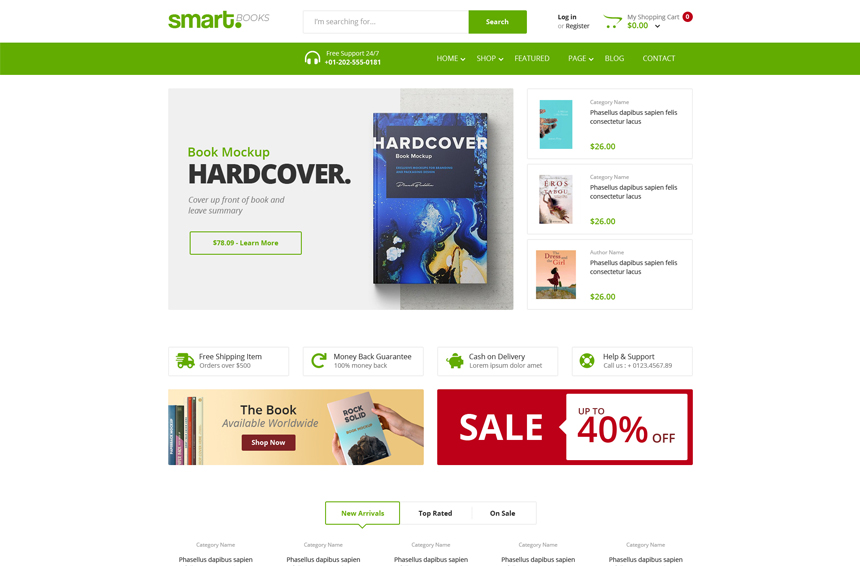 smart. BOOKS
I'm searching for...
Search
Log in
or Register
My Shopping Cart 0
$0.00
Free Support 24/7
+01-202-555-0181
HOME SHOP FEATURED PAGE BLOG CONTACT
Book Mockup
HARDCOVER.
Cover up front of book and
leave summary
$78.09 - Learn More
HARDCOVER
Book Mockup
Category Name
Phasellus dapibus sapien felis
consectetur lacus
$26.00
Category Name
Phasellus dapibus sapien felis
consectetur lacus
$26.00
ÉROS
TABOU
Author Name
Phasellus dapibus sapien felis
consectetur lacus
$26.00
The
Dress and
the Girl
Free Shipping Item
Orders over $500
Money Back Guarantee
100% money back
Cash on Delivery
Lorem ipsum dolor amet
Help & Support
Call us : + 0123.4567.89
The Book
Available Worldwide
Shop Now
ROCK
SOLID
BOOK MOCKUP
SALE
UP TO
40% OFF
New Arrivals Top Rated On Sale
Category Name Category Name Category Name Category Name Category Name
Phasellus dapibus sapien Phasellus dapibus sapien Phasellus dapibus sapien Phasellus dapibus sapien Phasellus dapibus sapien